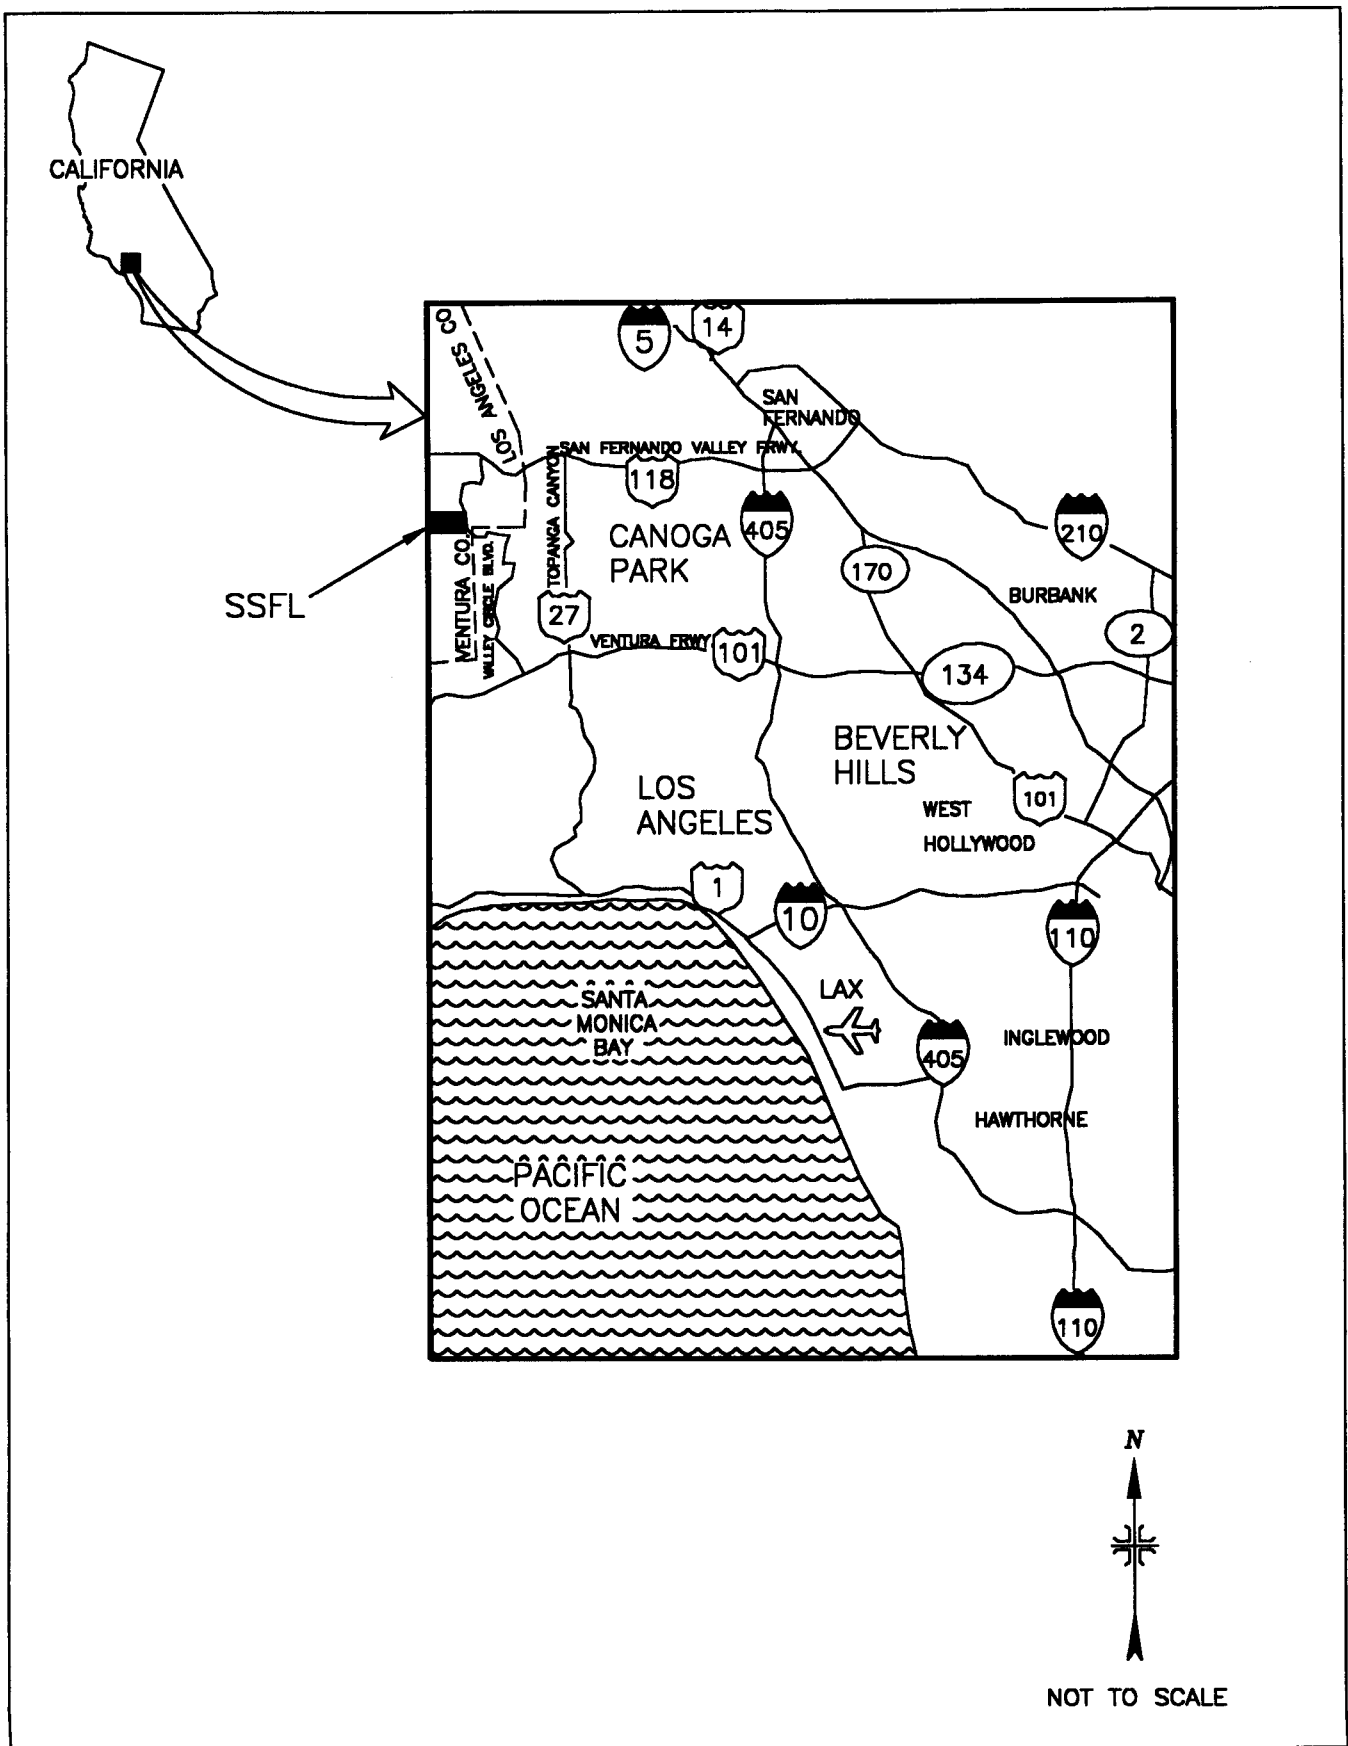 CALIFORNIA
LOS ANGELES CO
5
14
SAN
FERNANDO
SAN FERNANDO VALLEY FRWY.
118
TOPANGA CANYON
405
210
CANOGA
PARK
170
BURBANK
SSFL
VENTURA CO.
VALLEY CIRCLE BLVD.
27
2
VENTURA FRWY
101
134
BEVERLY
HILLS
LOS
ANGELES
101
WEST
HOLLYWOOD
1
10
110
LAX
SANTA
MONICA
BAY
405
INGLEWOOD
HAWTHORNE
PACIFIC
OCEAN
110
N
NOT TO SCALE